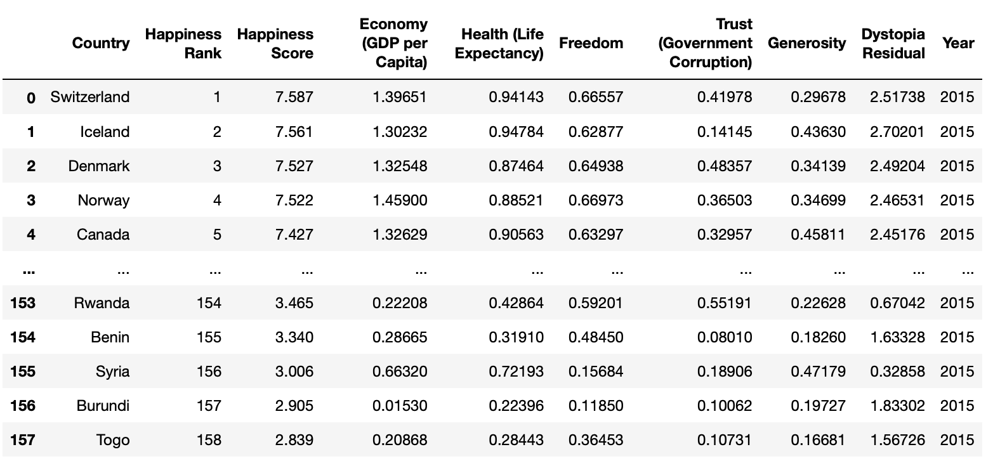 Country Happiness Rank Happiness Score Economy (GDP per Capita) Health (Life Expectancy) Freedom Trust (Government Corruption) Generosity Dystopia Residual Year
0 Switzerland 1 7.587 1.39651 0.94143 0.66557 0.41978 0.29678 2.51738 2015
1 Iceland 2 7.561 1.30232 0.94784 0.62877 0.14145 0.43630 2.70201 2015
2 Denmark 3 7.527 1.32548 0.87464 0.64938 0.48357 0.34139 2.49204 2015
3 Norway 4 7.522 1.45900 0.88521 0.66973 0.36503 0.34699 2.46531 2015
4 Canada 5 7.427 1.32629 0.90563 0.63297 0.32957 0.45811 2.45176 2015
... ... ... ... ... ... ... ... ... ... ...
153 Rwanda 154 3.465 0.22208 0.42864 0.59201 0.55191 0.22628 0.67042 2015
154 Benin 155 3.340 0.28665 0.31910 0.48450 0.08010 0.18260 1.63328 2015
155 Syria 156 3.006 0.66320 0.72193 0.15684 0.18906 0.47179 0.32858 2015
156 Burundi 157 2.905 0.01530 0.22396 0.11850 0.10062 0.19727 1.83302 2015
157 Togo 158 2.839 0.20868 0.28443 0.36453 0.10731 0.16681 1.56726 2015